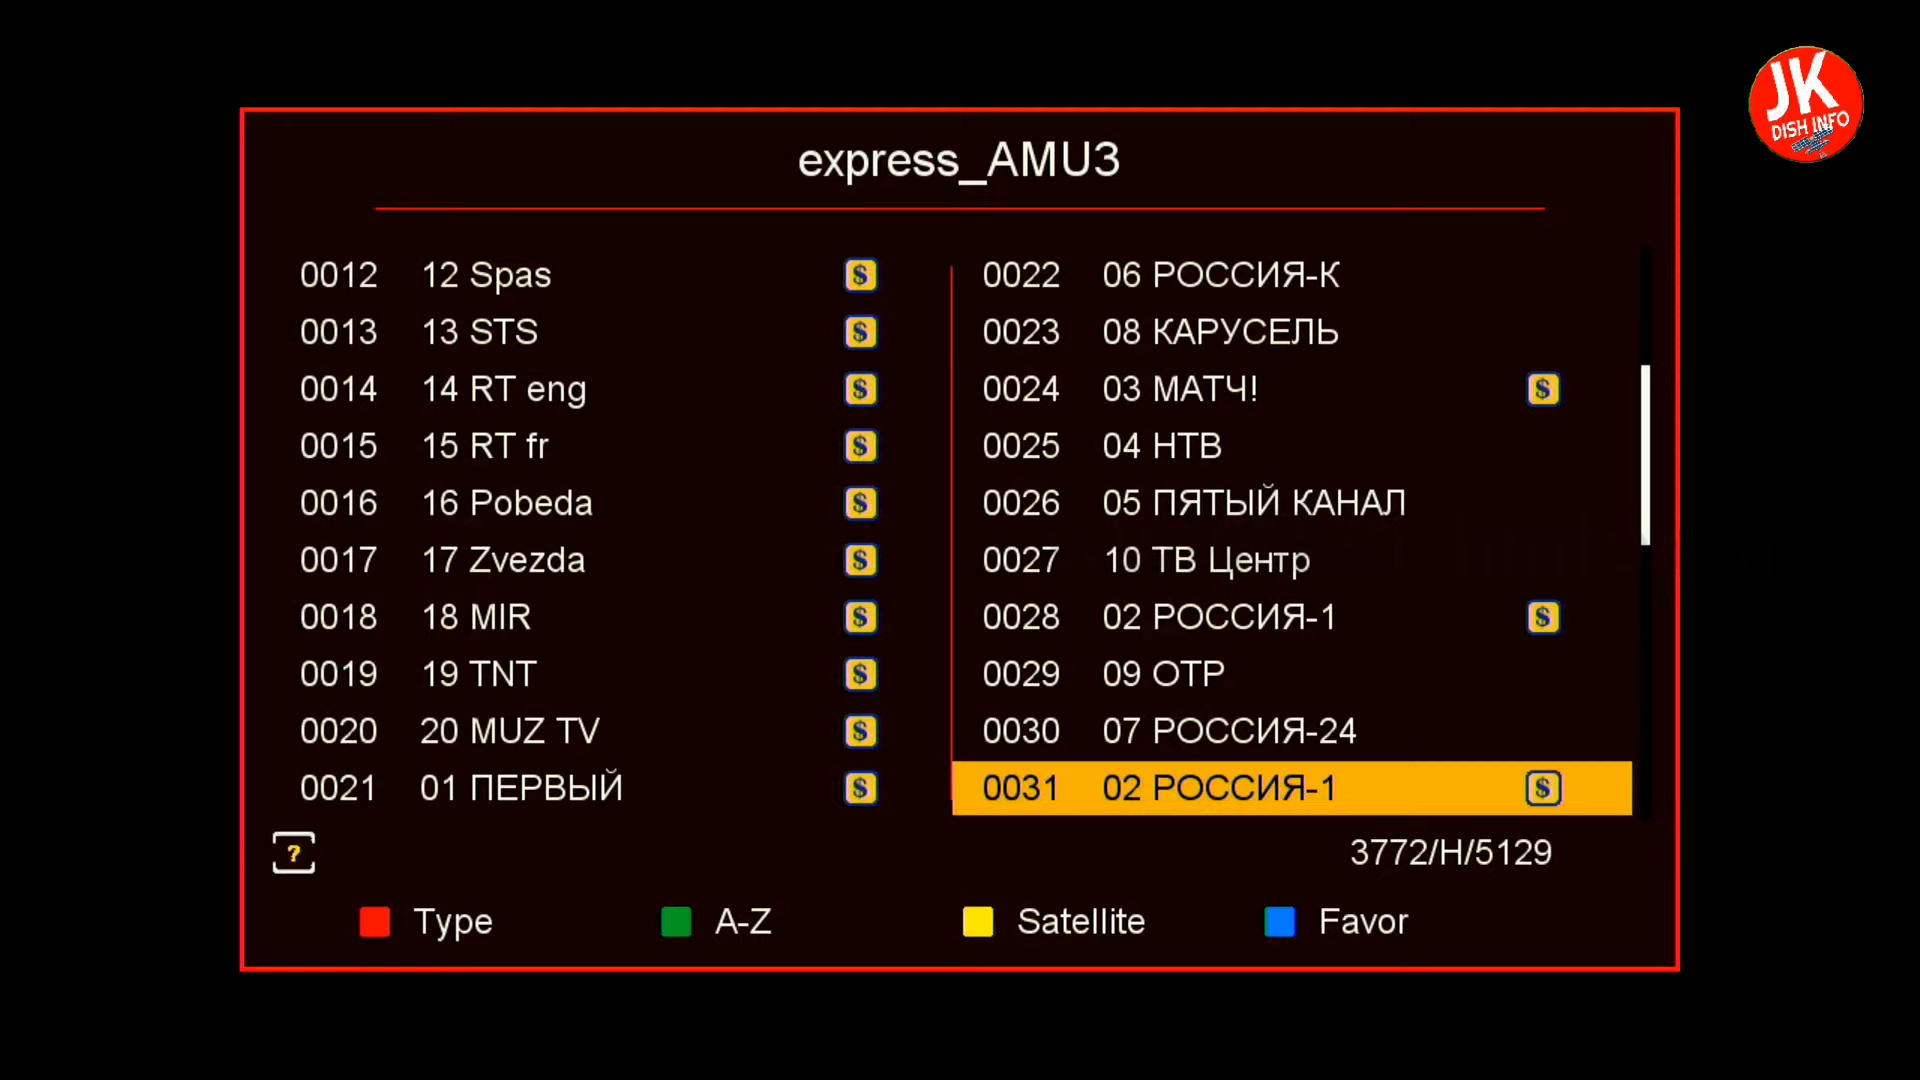 JK
DISH INFO
express_AMU3
0012 12 Spas $
0013 13 STS $
0014 14 RT eng $
0015 15 RT fr $
0016 16 Pobeda $
0017 17 Zvezda $
0018 18 MIR $
0019 19 TNT $
0020 20 MUZ TV $
0021 01 ПЕРВЫЙ $
0022 06 РОССИЯ-К
0023 08 КАРУСЕЛЬ
0024 03 МАТЧ! $
0025 04 НТВ
0026 05 ПЯТЫЙ КАНАЛ
0027 10 ТВ Центр
0028 02 РОССИЯ-1 $
0029 09 ОТР
0030 07 РОССИЯ-24
0031 02 РОССИЯ-1 $
?
3772/H/5129
Type A-Z Satellite Favor